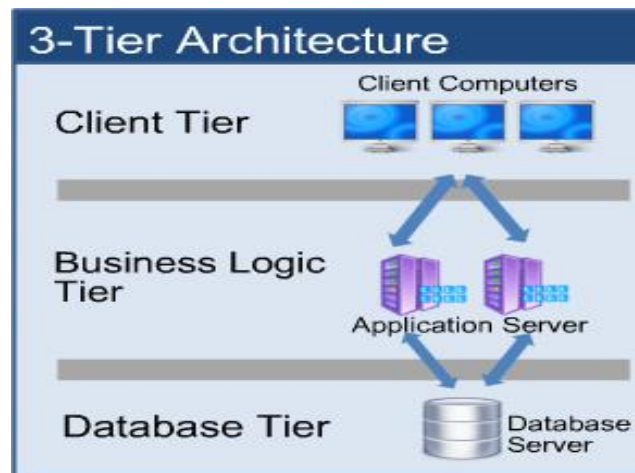 3-Tier Architecture
Client Computers
Client Tier
Business Logic
Tier
Application Server
Database Tier
Database
Server